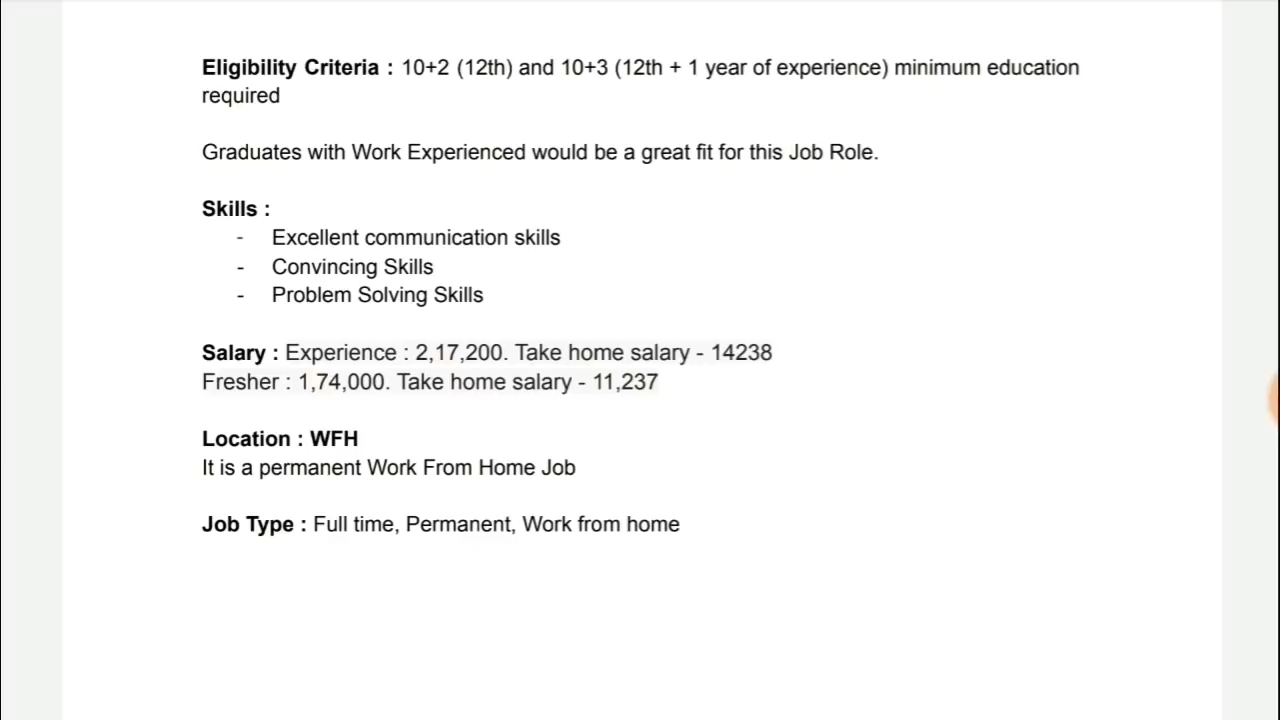 Eligibility Criteria : 10+2 (12th) and 10+3 (12th + 1 year of experience) minimum education
required
Graduates with Work Experienced would be a great fit for this Job Role.
Skills :
- Excellent communication skills
- Convincing Skills
- Problem Solving Skills
Salary : Experience : 2,17,200. Take home salary - 14238
Fresher : 1,74,000. Take home salary - 11,237
Location : WFH
It is a permanent Work From Home Job
Job Type : Full time, Permanent, Work from home